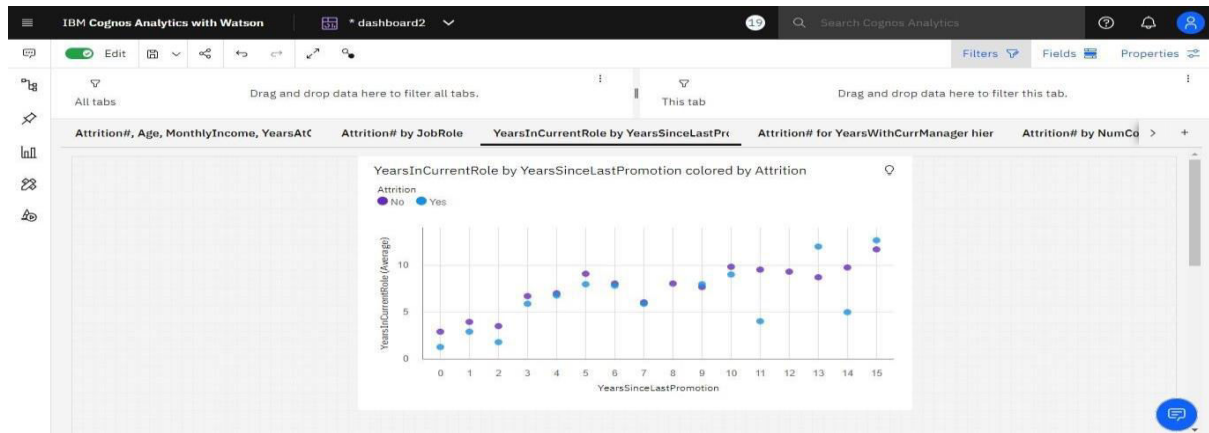 IBM Cognos Analytics with Watson
* dashboard2
19
Search Cognos Analytics
Edit
Filters
Fields
Properties
All tabs
Drag and drop data here to filter all tabs.
This tab
Drag and drop data here to filter this tab.
Attrition#, Age, MonthlyIncome, YearsAt
Attrition# by JobRole
YearsInCurrentRole by YearsSinceLastPr
Attrition# for YearsWithCurrManager hier
Attrition# by NumCo
YearsInCurrentRole by YearsSinceLastPromotion colored by Attrition
Attrition
No Yes
YearsInCurrentRole (Average)
10
5
0
0 1 2 3 4 5 6 7 8 9 10 11 12 13 14 15
YearsSinceLastPromotion